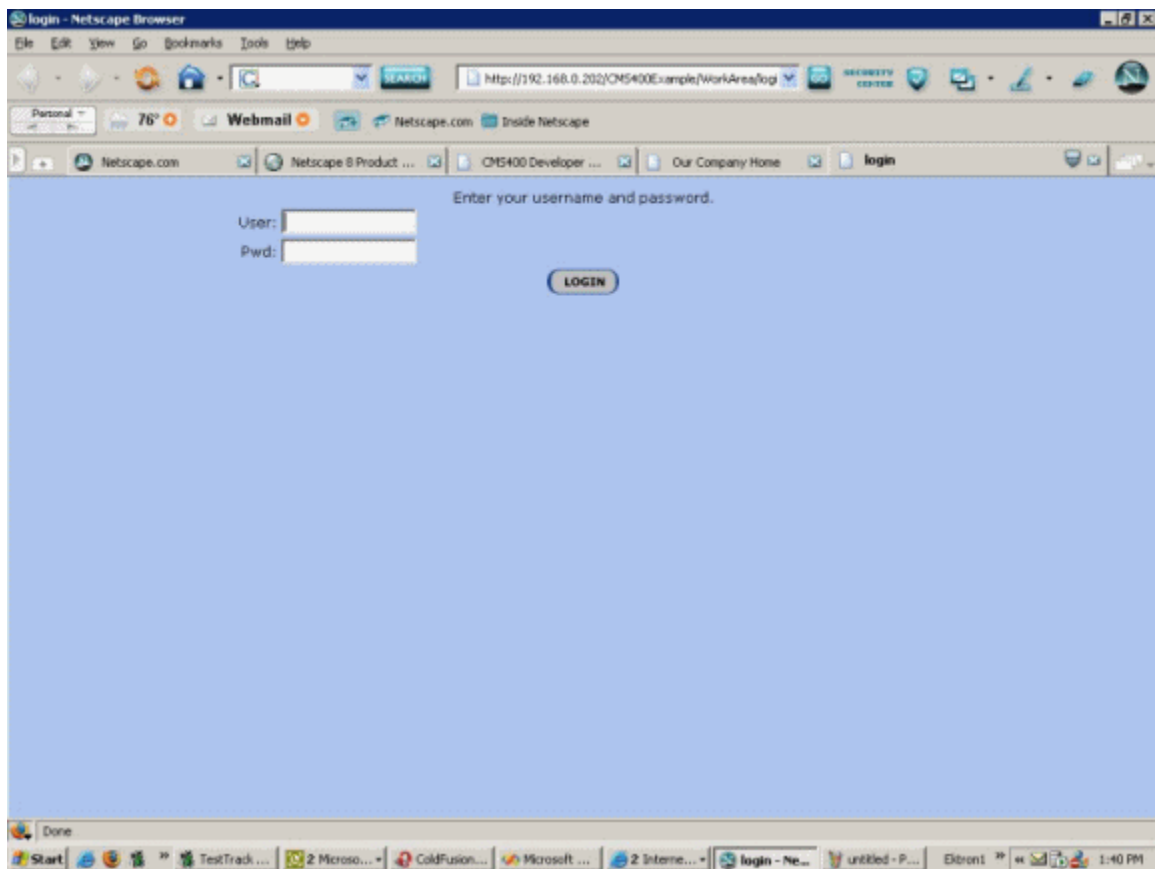 login - Netscape Browser
File Edit View Go Bookmarks Tools Help
SEARCH http://192.168.0.202/CMS400Example/WorkArea/logi GO SECURITY CENTER
Personal 76° Webmail Netscape.com Inside Netscape
Netscape.com Netscape 8 Product ... CMS400 Developer ... Our Company Home login
Enter your username and password.
User:
Pwd:
LOGIN
Done
Start » TestTrack ... 2 Microso... ColdFusion... Microsoft ... 2 Interne... login - Ne... untitled - P... Ektron1 » « 1:40 PM